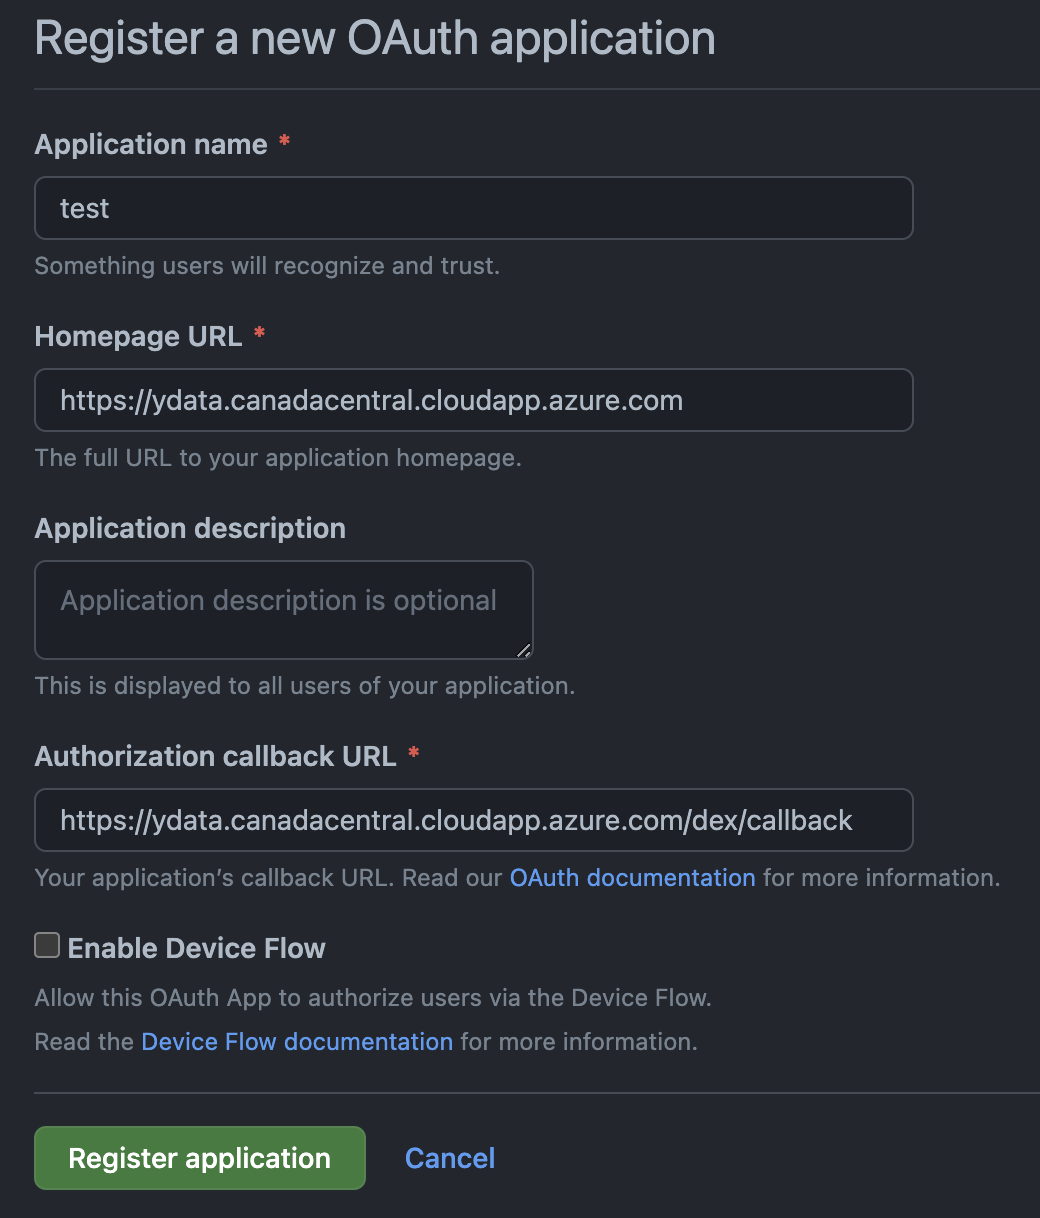 Register a new OAuth application
Application name *
test
Something users will recognize and trust.
Homepage URL *
https://ydata.canadacentral.cloudapp.azure.com
The full URL to your application homepage.
Application description
Application description is optional
This is displayed to all users of your application.
Authorization callback URL *
https://ydata.canadacentral.cloudapp.azure.com/dex/callback
Your application’s callback URL. Read our OAuth documentation for more information.
Enable Device Flow
Allow this OAuth App to authorize users via the Device Flow.
Read the Device Flow documentation for more information.
Register application Cancel